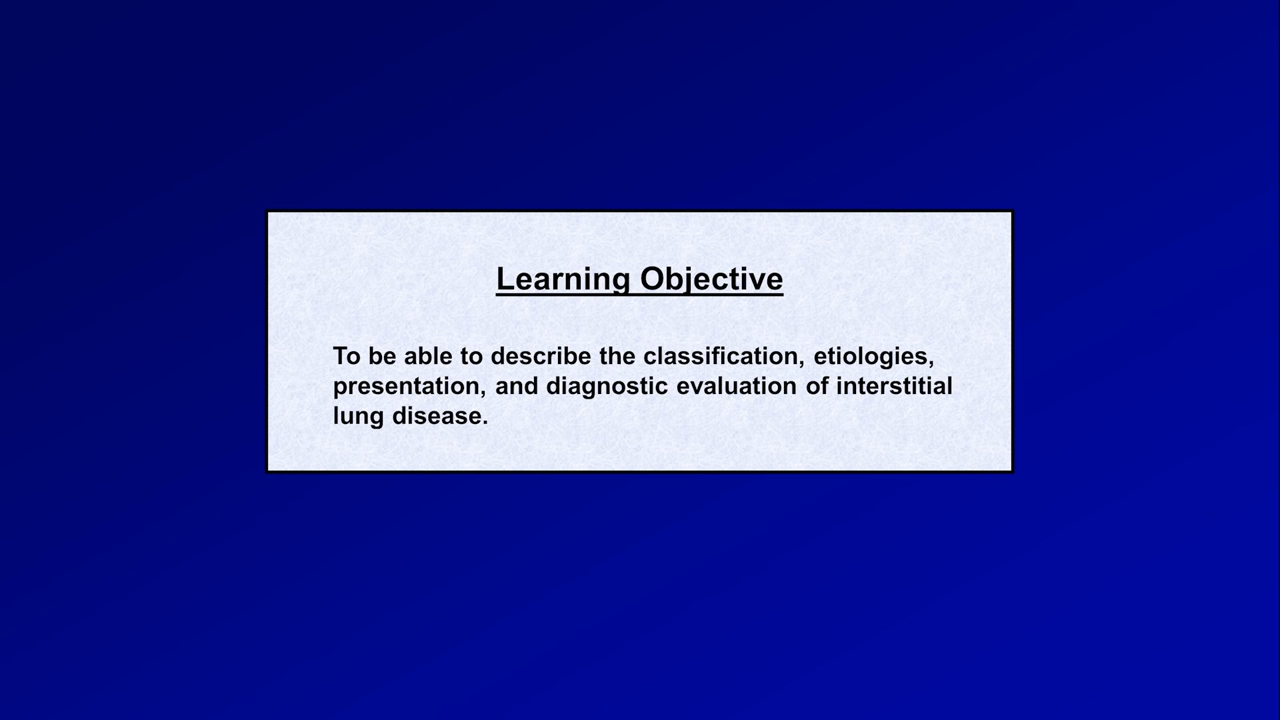 Learning Objective
To be able to describe the classification, etiologies,
presentation, and diagnostic evaluation of interstitial
lung disease.